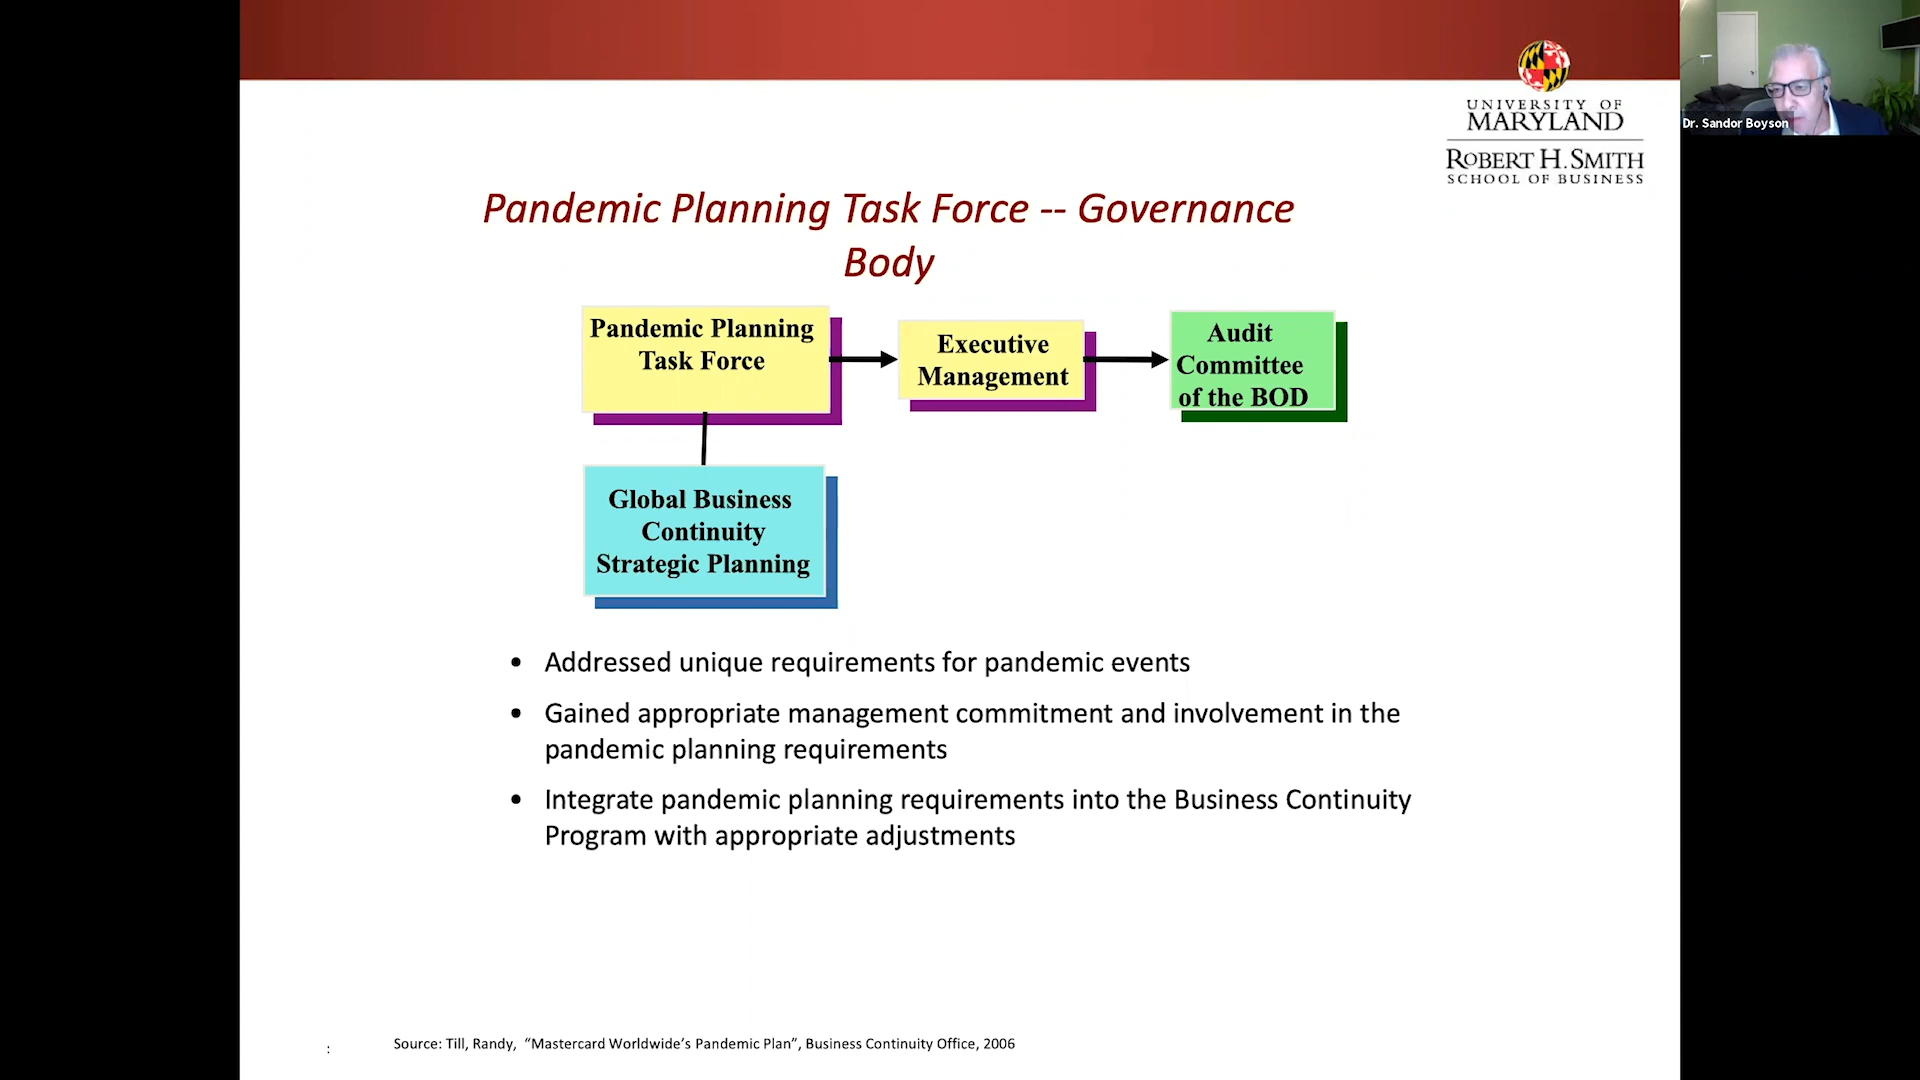 UNIVERSITY OF
MARYLAND
ROBERT H. SMITH
SCHOOL OF BUSINESS
Dr. Sandor Boyson
Pandemic Planning Task Force -- Governance
Body
Pandemic Planning
Task Force
Executive
Management
Audit
Committee
of the BOD
Global Business
Continuity
Strategic Planning
• Addressed unique requirements for pandemic events
• Gained appropriate management commitment and involvement in the
pandemic planning requirements
• Integrate pandemic planning requirements into the Business Continuity
Program with appropriate adjustments
:
Source: Till, Randy, “Mastercard Worldwide’s Pandemic Plan”, Business Continuity Office, 2006